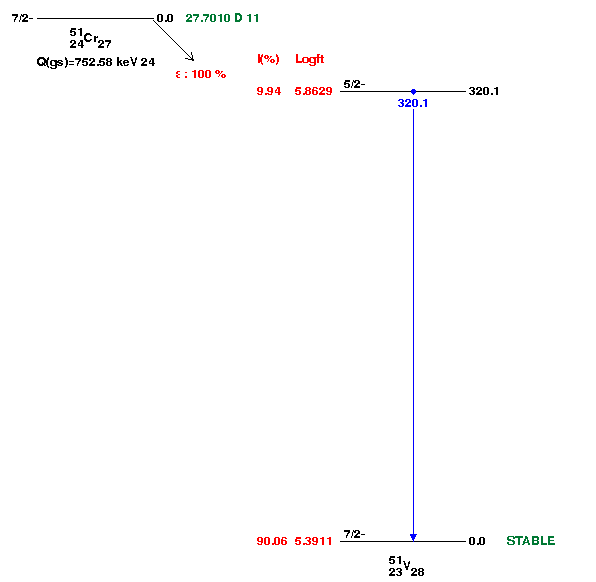 7/2- 0.0 27.7010 D 11
51
24Cr27
Q(gs)=752.58 keV 24
ε : 100 %
I(%) Logft
9.94 5.8629 5/2- 320.1
320.1
90.06 5.3911 7/2- 0.0 STABLE
51
23V28